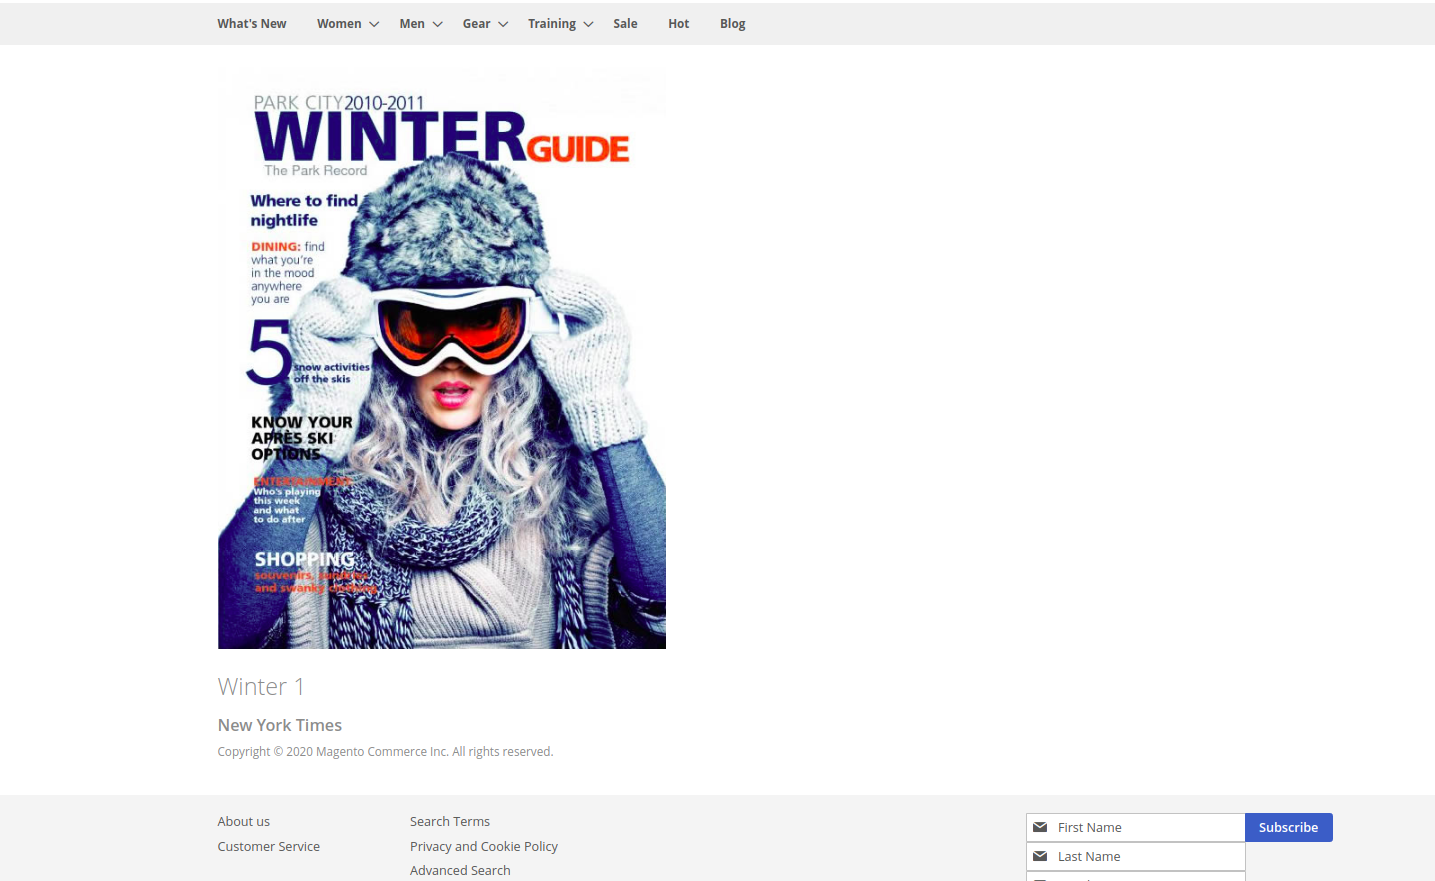 What's New Women Men Gear Training Sale Hot Blog
PARK CITY 2010-2011
WINTER GUIDE
The Park Record
Where to find
nightlife
DINING: find
what you're
in the mood
anywhere
you are
5 snow activities
off the skis
KNOW YOUR
APRÈS SKI
OPTIONS
ENTERTAINMENT
Who's playing
this week
and what
to do after
SHOPPING
souvenirs,
and swanky clothing
Winter 1
New York Times
Copyright © 2020 Magento Commerce Inc. All rights reserved.
About us
Customer Service
Search Terms
Privacy and Cookie Policy
Advanced Search
First Name
Subscribe
Last Name